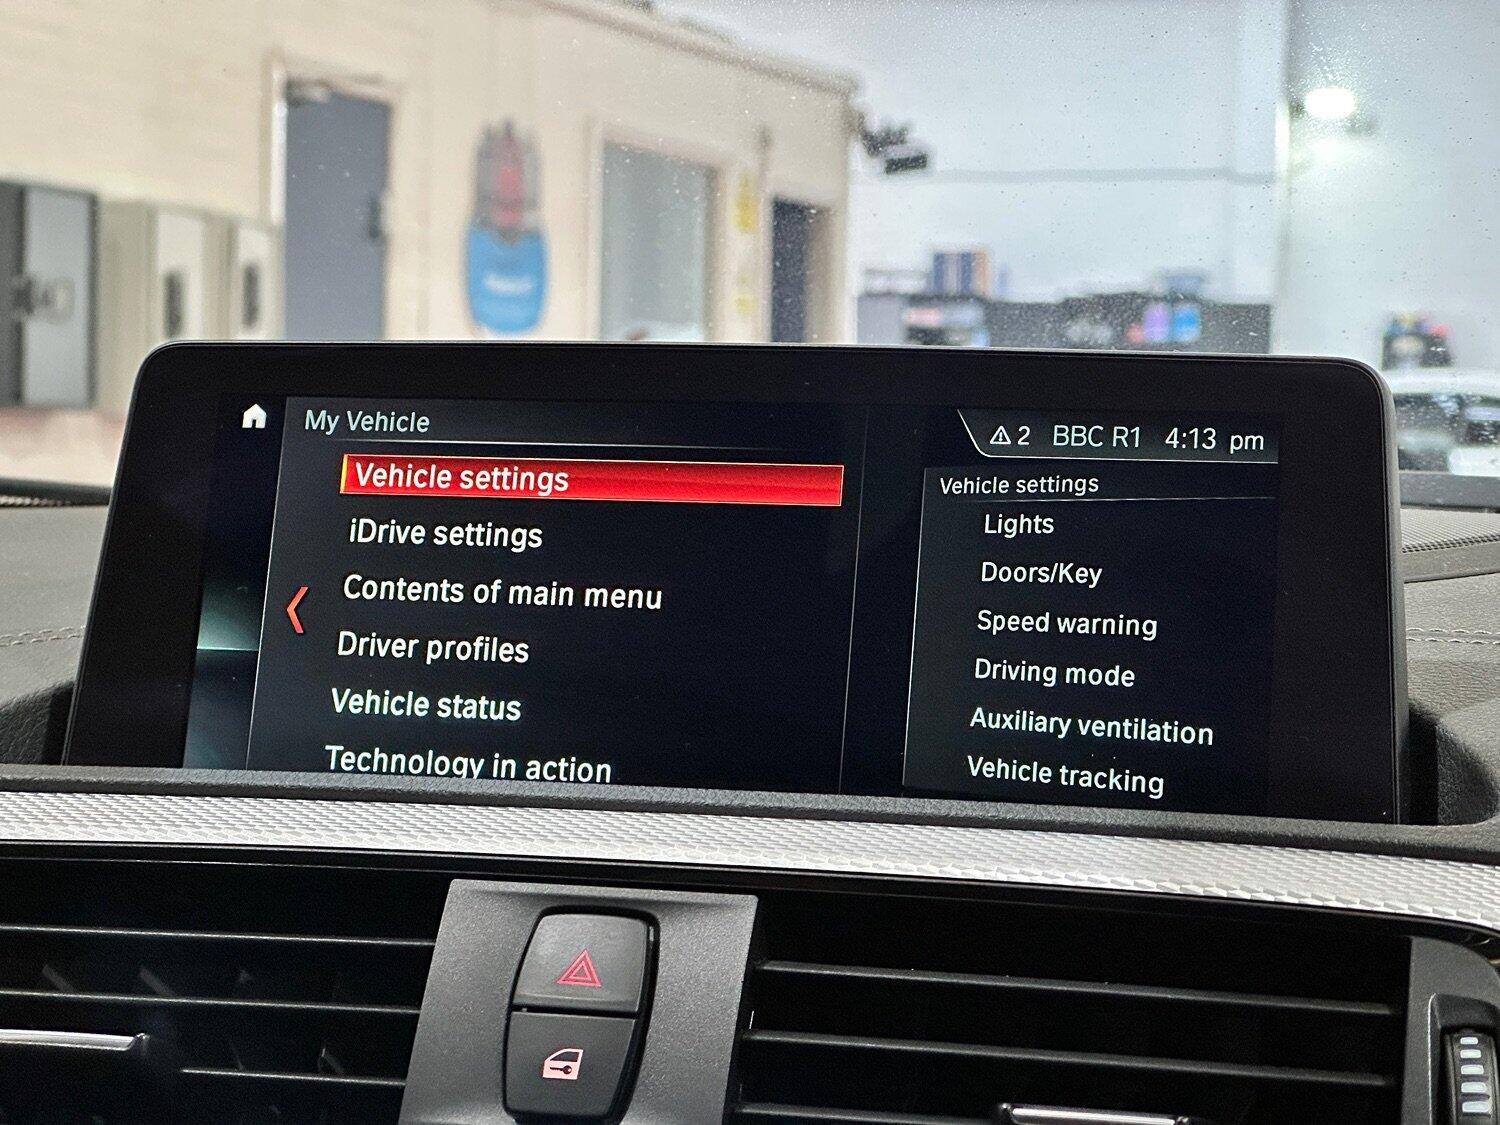 My Vehicle
Vehicle settings
iDrive settings
Contents of main menu
Driver profiles
Vehicle status
Technology in action
2 BBC R1 4:13 pm
Vehicle settings
Lights
Doors/Key
Speed warning
Driving mode
Auxiliary ventilation
Vehicle tracking